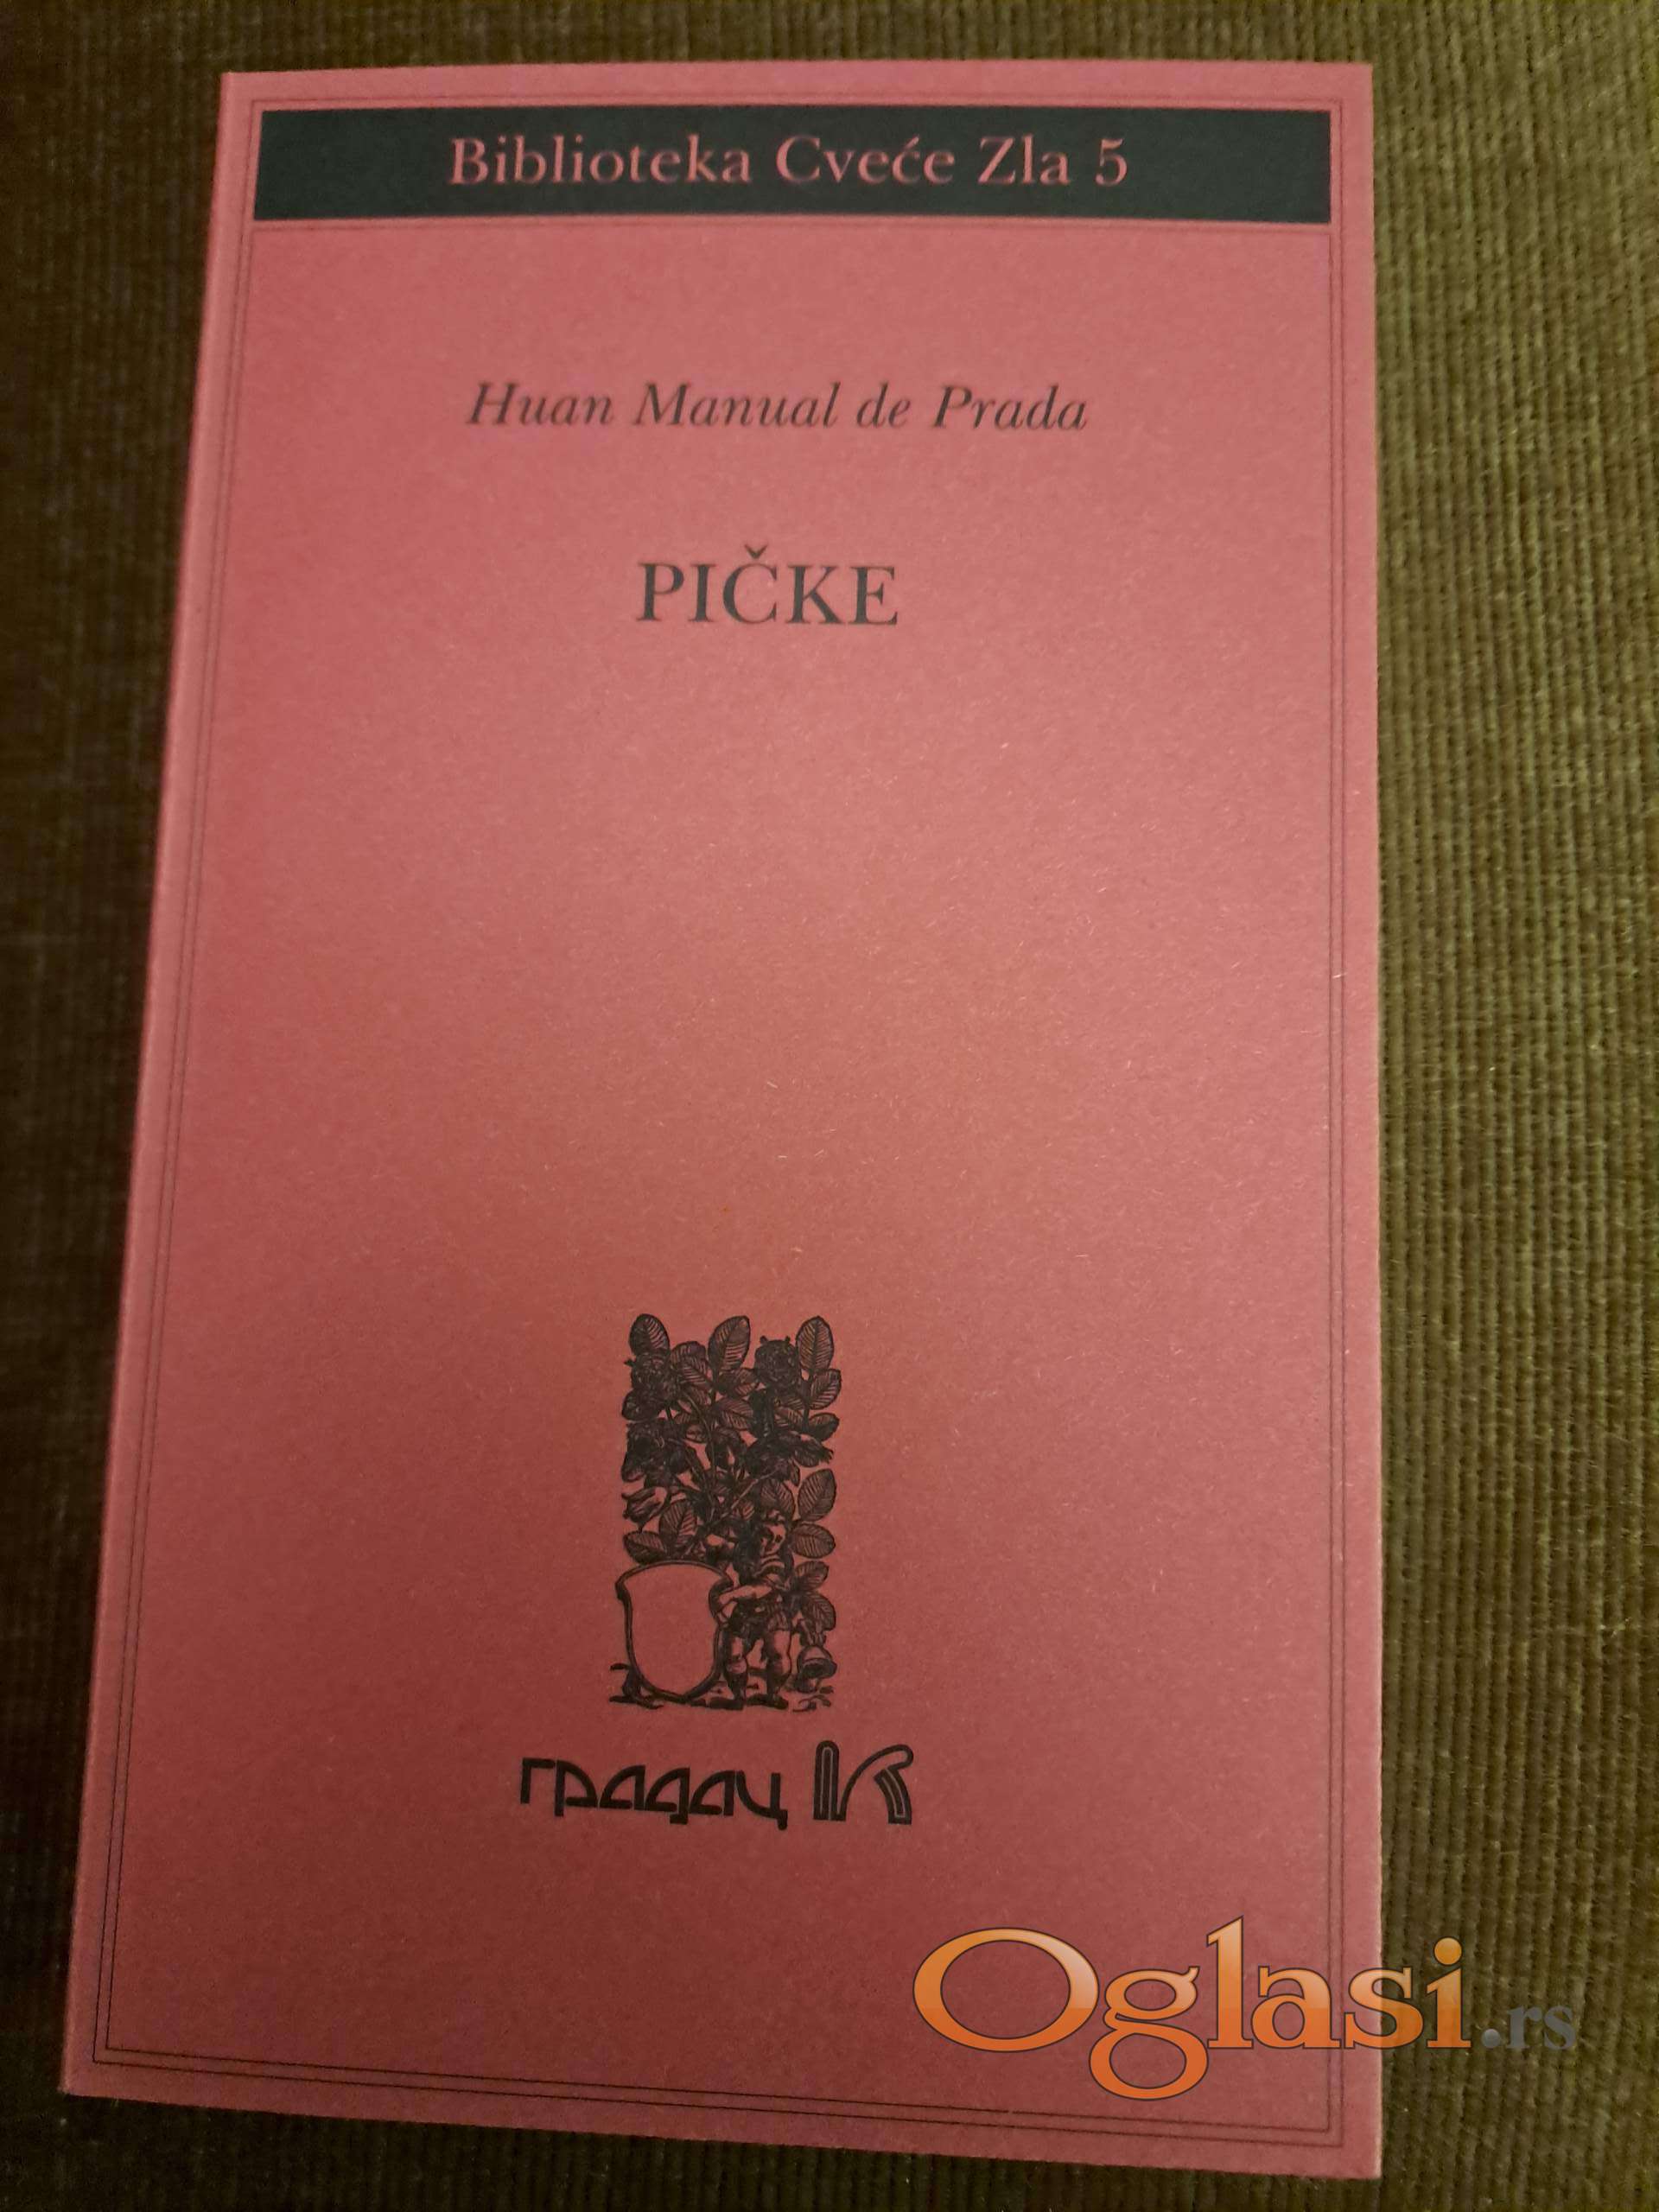 Biblioteka Cveće Zla 5
Huan Manual de Prada
PIČKE
градац K
Oglasi.rs